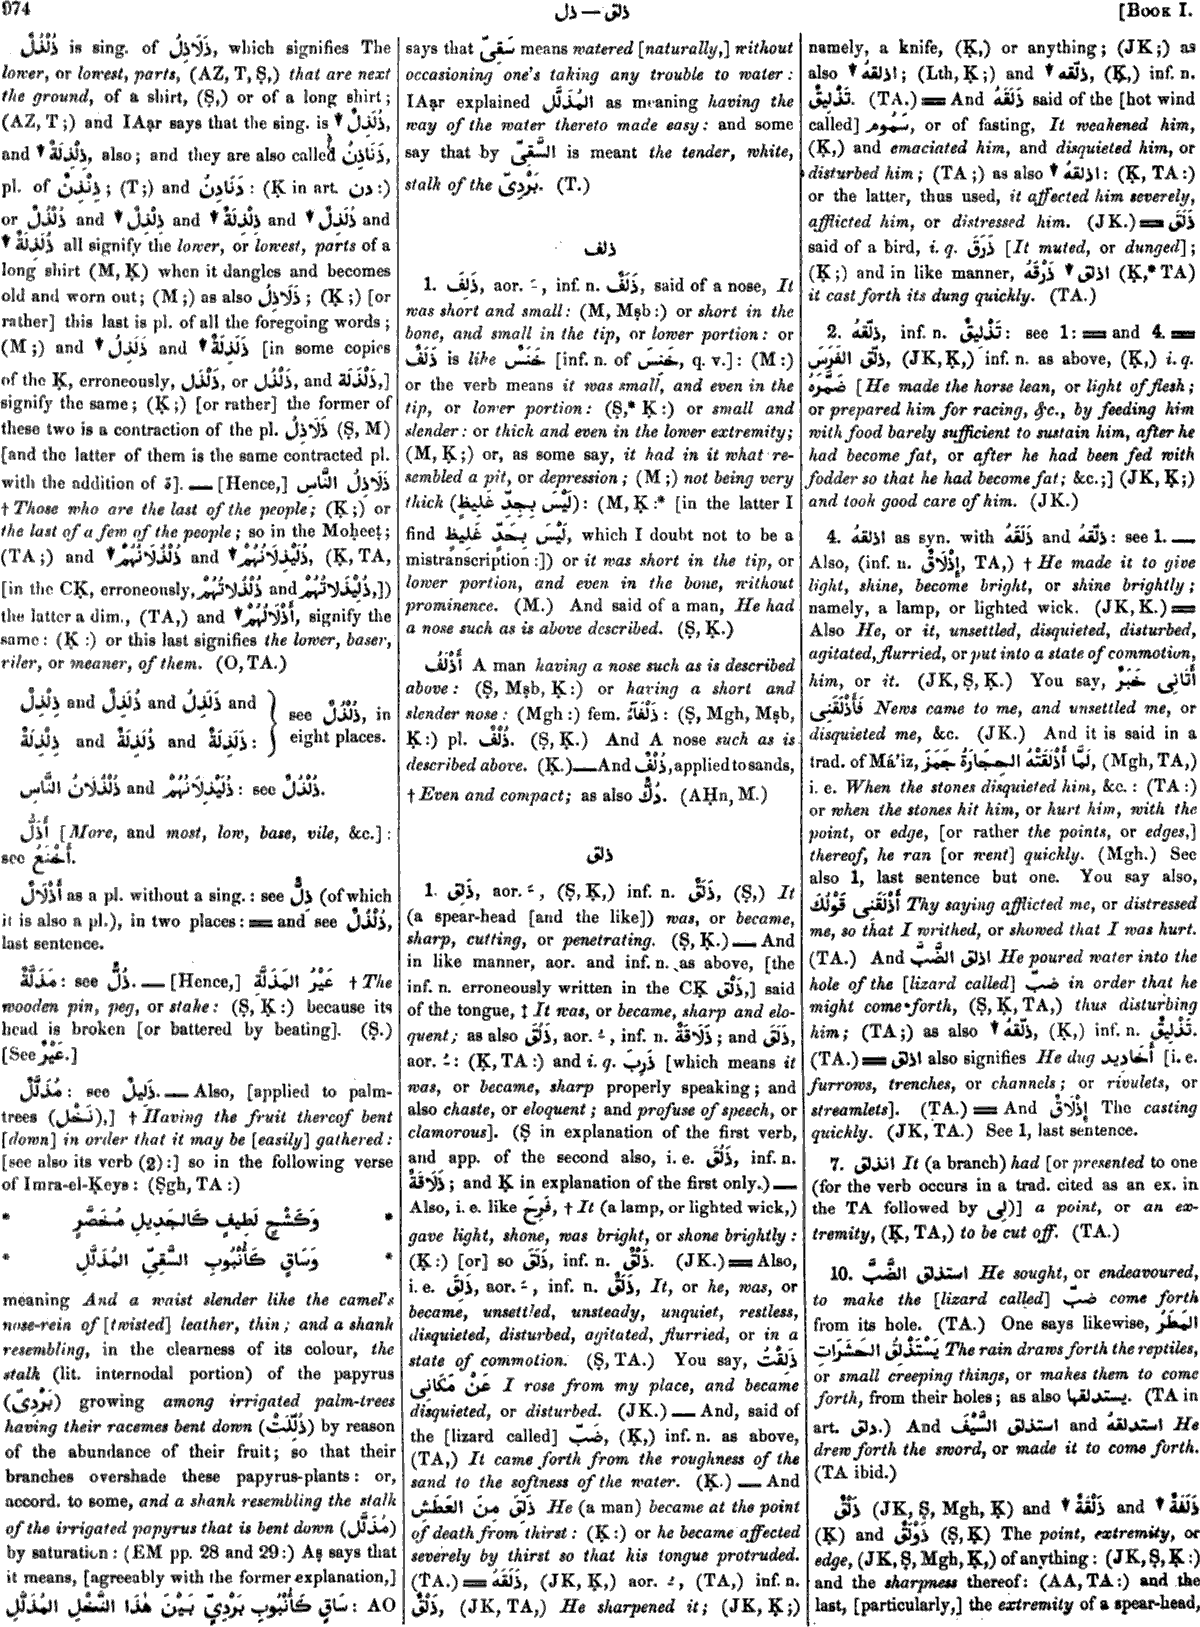 974
ذل — ذلق
[BOOK I.
ذُلْذُلٌ is sing. of ذَلَاذِلُ, which signifies The
lower, or lowest, parts, (AZ, T, Ṣ,) that are next
the ground, of a shirt, (Ṣ,) or of a long shirt;
(AZ, T;) and IAạr says that the sing. is ↓ ذُلَذِلٌ,
and ↓ ذُلَذِلَةٌ, also; and they are also called ذَنَاذِنُ,
pl. of ذِنْذِنٌ; (T;) and دَنَادِنُ: (Ḳ in art. دن:)
or ذُلْذُلٌ and ↓ ذِلْذِلٌ and ↓ ذِلْذِلَةٌ and ↓ ذُلَذِلٌ and
↓ ذُلَذِلَةٌ all signify the lower, or lowest, parts of a
long shirt (M, Ḳ) when it dangles and becomes
old and worn out; (M;) as also ذَلَاذِلُ; (Ḳ;) [or
rather] this last is pl. of all the foregoing words;
(M;) and ذَلَذِلُ and ↓ ذَلَذِلَةٌ [in some copies
of the Ḳ, erroneously, ذَلْذَل, or ذُلْذُل, and ذَلْذَلَة,]
signify the same; (Ḳ;) [or rather] the former of
these two is a contraction of the pl. ذَلَاذِلُ (Ṣ, M)
[and the latter of them is the same contracted pl.
with the addition of ة]. — [Hence,] ذَلَاذِلُ النَّاسِ
† Those who are the last of the people; (Ḳ;) or
the last of a few of the people; so in the Moḥeeṭ;
(TA;) and ↓ ذُلْذُلَاتُهُمْ and ↓ ذُلَيْذِلَاتُهُمْ, (Ḳ, TA,
[in the CḲ, erroneously, ذُلْذُلَاتُهُمْ and ذُلَيْذَلَاتُهُمْ,])
the latter a dim., (TA,) and ↓ أَذْلَالُهُمْ, signify the
same: (Ḳ:) or this last signifies the lower, baser,
viler, or meaner, of them. (O, TA.)
ذِلْذِلٌ and ذُلَذِلٌ and ذَلَذِلُ and
ذِلْذِلَةٌ and ذُلَذِلَةٌ and ذَلَذِلَةٌ: } see ذُلْذُلٌ, in eight places.
ذُلْذُلَانُ النَّاسِ and ذُلَيْذِلَانُهُمْ: see ذُلْذُلٌ.
أَذَلُّ [More, and most, low, base, vile, &c.]:
see أَخْنَعُ.
أَذْلَالٌ as a pl. without a sing.: see ذِلٌّ (of which
it is also a pl.), in two places: = and see ذُلْذُلٌ,
last sentence.
مَذَلَّةٌ: see ذُلٌّ. — [Hence,] عَيْرُ المَذَلَّةِ † The
wooden pin, peg, or stake: (Ṣ, Ḳ:) because its
head is broken [or battered by beating]. (Ṣ.)
[See عَيْرٌ.]
مُذَلَّلٌ: see ذَلِيلٌ. — Also, [applied to palm-
trees (نَخْل),] † Having the fruit thereof bent
[down] in order that it may be [easily] gathered:
[see also its verb (2):] so in the following verse
of Imra-el-Ḳeys: (Ṣgh, TA:)
* وَكَشْحٍ لَطِيفٍ كَالجَدِيلِ مُخَصَّرٍ *
* وَسَاقٍ كَأُنْبُوبِ السَّقِىِّ المُذَلَّلِ *
meaning And a waist slender like the camel's
nose-rein of [twisted] leather, thin; and a shank
resembling, in the clearness of its colour, the
stalk (lit. internodal portion) of the papyrus
(بَرْدِىّ) growing among irrigated palm-trees
having their racemes bent down (ذُلِّلَتْ) by reason
of the abundance of their fruit; so that their
branches overshade these papyrus-plants: or,
accord. to some, and a shank resembling the stalk
of the irrigated papyrus that is bent down (مُذَلَّل)
by saturation: (EM pp. 28 and 29:) Aṣ says that
it means, [agreeably with the former explanation,]
سَاقٍ كَأُنْبُوبِ بَرْدِىٍّ بَيْنَ هٰذَا النَّخْلِ المُذَلَّلِ: AO
says that سَقِىّ means watered [naturally,] without
occasioning one's taking any trouble to water:
IAạr explained المُذَلَّل as meaning having the
way of the water thereto made easy: and some
say that by السَّقِىّ is meant the tender, white,
stalk of the بَرْدِىّ. (T.)
ذلف
1. ذَلِفَ, aor. ـَ, inf. n. ذَلَفٌ, said of a nose, It
was short and small: (M, Mṣb:) or short in the
bone, and small in the tip, or lower portion: or
ذَلَفٌ is like خَنَسٌ [inf. n. of خَنِسَ, q. v.]: (M:)
or the verb means it was small, and even in the
tip, or lower portion: (Ṣ,* Ḳ:) or small and
slender: or thick and even in the lower extremity;
(M, Ḳ;) or, as some say, it had in it what re-
sembled a pit, or depression; (M;) not being very
thick (لَيْسَ بِجِدِّ غَلِيظٍ): (M, Ḳ:* [in the latter I
find لَيْسَ بِحَدٍّ غَلِيظٍ, which I doubt not to be a
mistranscription:]) or it was short in the tip, or
lower portion, and even in the bone, without
prominence. (M.) And said of a man, He had
a nose such as is above described. (Ṣ, Ḳ.)
أَذْلَفُ A man having a nose such as is described
above: (Ṣ, Mṣb, Ḳ:) or having a short and
slender nose: (Mgh:) fem. ذَلْفَآءُ: (Ṣ, Mgh, Mṣb,
Ḳ:) pl. ذُلْفٌ. (Ṣ, Ḳ.) And A nose such as is
described above. (Ḳ.) — And ذُلْفٌ, applied to sands,
† Even and compact; as also دُكٌّ. (AḤn, M.)
ذلق
1. ذَلِقَ, aor. ـَ, (Ṣ, Ḳ,) inf. n. ذَلَقٌ, (Ṣ,) It
(a spear-head [and the like]) was, or became,
sharp, cutting, or penetrating. (Ṣ, Ḳ.) — And
in like manner, aor. and inf. n. as above, [the
inf. n. erroneously written in the CḲ ذَلْق,] said
of the tongue, ‡ It was, or became, sharp and elo-
quent; as also ذَلُقَ, aor. ـُ, inf. n. ذَلَاقَةٌ; and ذَلَقَ,
aor. ـُ: (Ḳ, TA:) and i. q. ذَرِبَ [which means it
was, or became, sharp properly speaking; and
also chaste, or eloquent; and profuse of speech, or
clamorous]. (Ṣ in explanation of the first verb,
and app. of the second also, i. e. ذَلُقَ, inf. n.
ذَلَاقَةٌ; and Ḳ in explanation of the first only.) —
Also, i. e. like فَرِحَ, † It (a lamp, or lighted wick,)
gave light, shone, was bright, or shone brightly:
(Ḳ:) [or] so ذَلَقَ, inf. n. ذَلْقٌ. (JK.) = Also,
i. e. ذَلِقَ, aor. ـَ, inf. n. ذَلَقٌ, It, or he, was, or
became, unsettled, unsteady, unquiet, restless,
disquieted, disturbed, agitated, flurried, or in a
state of commotion. (Ṣ, TA.) You say, ذَلِقْتُ
عَنْ مَكَانِى I rose from my place, and became
disquieted, or disturbed. (JK.) — And, said of
the [lizard called] ضَبّ, (Ḳ,) inf. n. as above,
(TA,) It came forth from the roughness of the
sand to the softness of the water. (Ḳ.) — And
ذَلِقَ مِنَ العَطَشِ He (a man) became at the point
of death from thirst: (Ḳ:) or he became affected
severely by thirst so that his tongue protruded.
(TA.) = ذَلَقَهُ, (JK, Ḳ,) aor. ـُ, (TA,) inf. n.
ذَلْقٌ, (JK, TA,) He sharpened it; (JK, Ḳ;)
namely, a knife, (Ḳ,) or anything; (JK;) as
also ↓ اذلقهُ; (Lth, Ḳ;) and ↓ ذلّقه, (Ḳ,) inf. n.
تَذْلِيقٌ. (TA.) = And ذَلَقَهُ said of the [hot wind
called] سَمُوم, or of fasting, It weakened him,
(Ḳ,) and emaciated him, and disquieted him, or
disturbed him; (TA;) as also ↓ اذلقهُ: (Ḳ, TA:)
or the latter, thus used, it affected him severely,
afflicted him, or distressed him. (JK.) = ذَلَقَ
said of a bird, i. q. ذَرَقَ [It muted, or dunged];
(Ḳ;) and in like manner, ↓ اذلق ذَرْقَهُ (Ḳ,* TA)
it cast forth its dung quickly. (TA.)
2. ذلّقهُ, inf. n. تَذْلِيقٌ: see 1: = and 4. =
ذلّق الفَرَسَ, (JK, Ḳ,) inf. n. as above, (Ḳ,) i. q.
ضَمَّرَهُ [He made the horse lean, or light of flesh;
or prepared him for racing, &c., by feeding him
with food barely sufficient to sustain him, after he
had become fat, or after he had been fed with
fodder so that he had become fat; &c.;] (JK, Ḳ;)
and took good care of him. (JK.)
4. اذلقهُ as syn. with ذَلَقَهُ and ذلّقهُ: see 1. —
Also, (inf. n. إِذْلَاقٌ, TA,) † He made it to give
light, shine, become bright, or shine brightly;
namely, a lamp, or lighted wick. (JK, Ḳ.) =
Also He, or it, unsettled, disquieted, disturbed,
agitated, flurried, or put into a state of commotion,
him, or it. (JK, Ṣ, Ḳ.) You say, أَتَانِى خَبَرٌ
فَأَذْلَقَنِى News came to me, and unsettled me, or
disquieted me, &c. (JK.) And it is said in a
trad. of Má'iz, لَمَّا أَذْلَقَتْهُ الحِجَارَةُ جَمَزَ, (Mgh, TA,)
i. e. When the stones disquieted him, &c.: (TA:)
or when the stones hit him, or hurt him, with the
point, or edge, [or rather the points, or edges,]
thereof, he ran [or went] quickly. (Mgh.) See
also 1, last sentence but one. You say also,
أَذْلَقَنِى قَوْلُكَ Thy saying afflicted me, or distressed
me, so that I writhed, or showed that I was hurt.
(TA.) And اذلق الضَّبَّ He poured water into the
hole of the [lizard called] ضبّ in order that he
might come forth, (Ṣ, Ḳ, TA,) thus disturbing
him; (TA;) as also ↓ ذلّقهُ, (Ḳ,) inf. n. تَذْلِيقٌ.
(TA.) = اذلق also signifies He dug أَخَادِيد [i. e.
furrows, trenches, or channels; or rivulets, or
streamlets]. (TA.) = And إِذْلَاقٌ The casting
quickly. (JK, TA.) See 1, last sentence.
7. انذلق It (a branch) had [or presented to one
(for the verb occurs in a trad. cited as an ex. in
the TA followed by لِى)] a point, or an ex-
tremity, (Ḳ, TA,) to be cut off. (TA.)
10. استذلق الضَّبَّ He sought, or endeavoured,
to make the [lizard called] ضبّ come forth
from its hole. (TA.) One says likewise, المَطَرُ
يَسْتَذْلِقُ الحَشَرَاتِ The rain draws forth the reptiles,
or small creeping things, or makes them to come
forth, from their holes; as also يستدلقها. (TA in
art. دلق.) And استذلق السَّيْفَ and استدلقهُ He
drew forth the sword, or made it to come forth.
(TA ibid.)
ذَلْقٌ (JK, Ṣ, Mgh, Ḳ) and ↓ ذَلْقَةٌ and ↓ ذَلَقَةٌ
(Ḳ) and ذَوْلَقٌ (Ṣ, Ḳ) The point, extremity, or
edge, (JK, Ṣ, Mgh, Ḳ,) of anything: (JK, Ṣ, Ḳ:)
and the sharpness thereof: (AA, TA:) and the
last, [particularly,] the extremity of a spear-head,